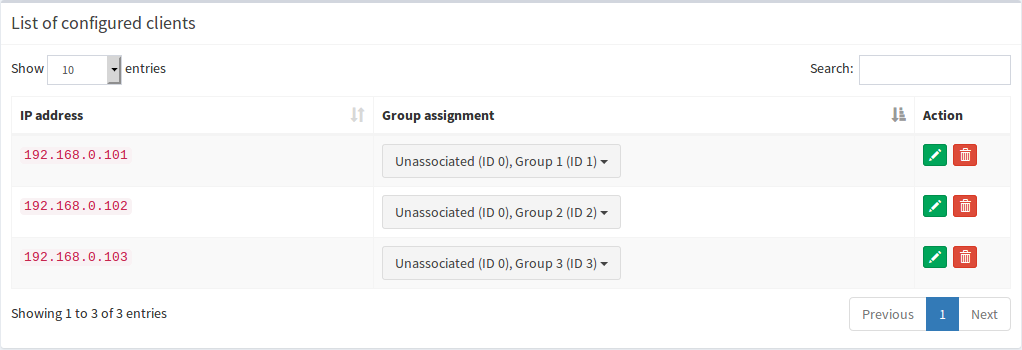 List of configured clients
Show 10 entries Search:
IP address Group assignment Action
192.168.0.101 Unassociated (ID 0), Group 1 (ID 1)
192.168.0.102 Unassociated (ID 0), Group 2 (ID 2)
192.168.0.103 Unassociated (ID 0), Group 3 (ID 3)
Showing 1 to 3 of 3 entries Previous 1 Next